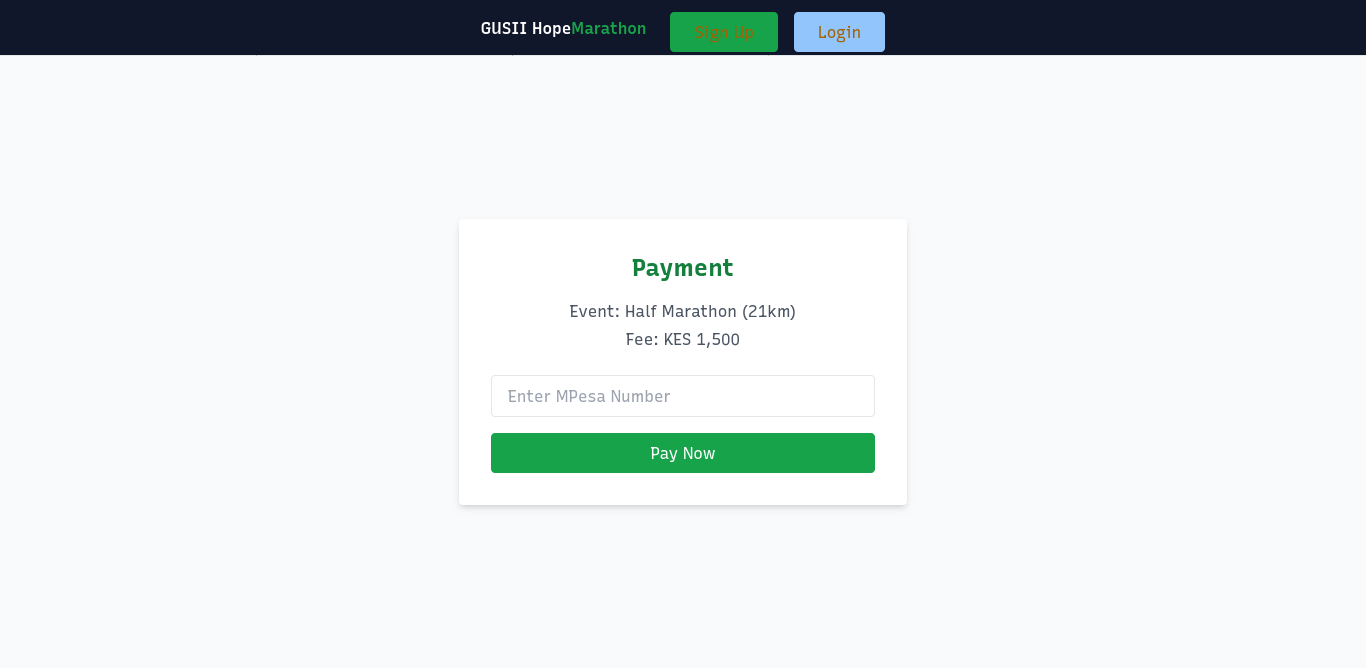 GUSII HopeMarathon Sign Up Login
Payment
Event: Half Marathon (21km)
Fee: KES 1,500
Enter MPesa Number
Pay Now